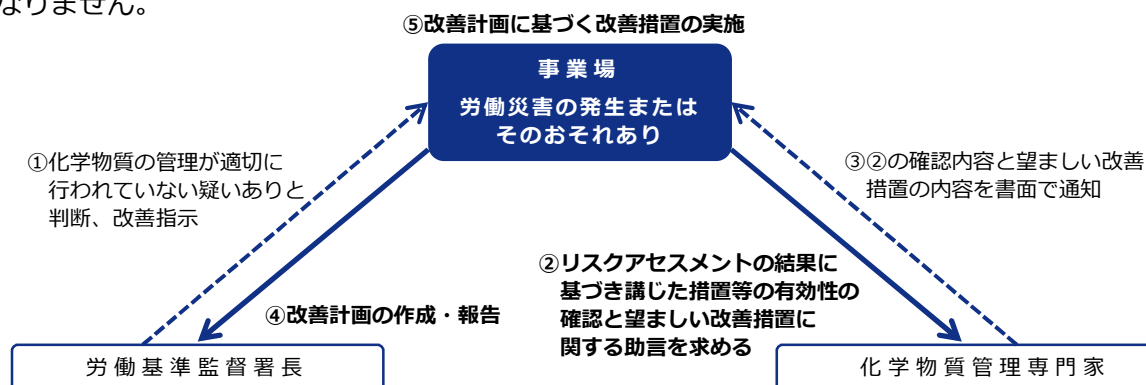 なりません。
⑤改善計画に基づく改善措置の実施
事業場
労働災害の発生または
そのおそれあり
①化学物質の管理が適切に
行われていない疑いありと
判断、改善指示
③②の確認内容と望ましい改善
措置の内容を書面で通知
②リスクアセスメントの結果に
基づき講じた措置等の有効性の
確認と望ましい改善措置に
関する助言を求める
④改善計画の作成・報告
労働基準監督署長
化学物質管理専門家